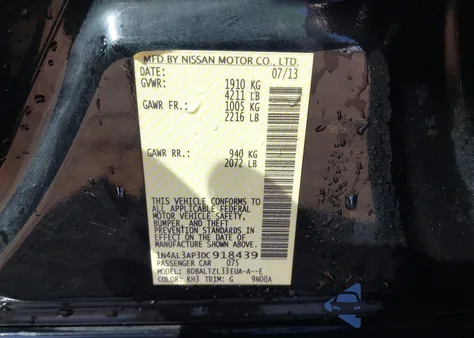 MFD BY NISSAN MOTOR CO., LTD.
DATE: 07/13
GVWR: 1910 KG
4211 LB
GAWR FR.: 1005 KG
2216 LB
GAWR RR.: 940 KG
2072 LB
THIS VEHICLE CONFORMS TO
ALL APPLICABLE FEDERAL
MOTOR VEHICLE SAFETY,
BUMPER, AND THEFT
PREVENTION STANDARDS IN
EFFECT ON THE DATE OF
MANUFACTURE SHOWN ABOVE.
1N4AL3AP3DC918439
PASSENGER CAR 075
MODEL: BDBALTZL33EUA-A--E
COLOR: KH3 TRIM: G